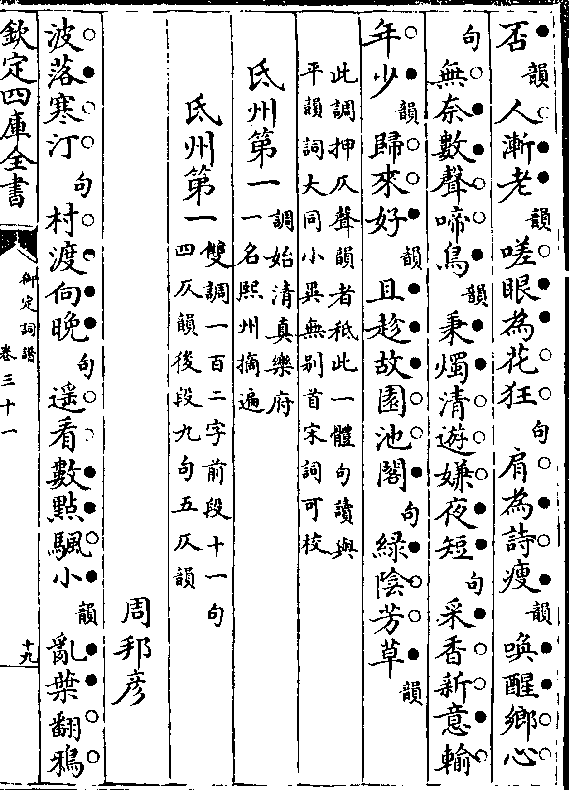 否韻人漸老韻嗟眼為花狂句肩為詩瘦韻喚醒鄉心
句無奈數聲啼鳥韻秉燭清遊嫌夜短句采香新意輸
年少韻歸來好韻且趁故園池閣句綠陰芳草韻
此調押仄聲韻者秪此一體句讀與
平韻詞大同小異無别首宋詞可校
氐州第一
調始清真樂府
一名熙州摘遍
氐州第一
雙調一百二字前段十一句
四仄韻後段九句五仄韻
周邦彦
波落寒汀句村渡向晚句遥看數點颿小韻亂葉翻鴉
欽定四庫全書
御定詞譜
卷三十一
十九